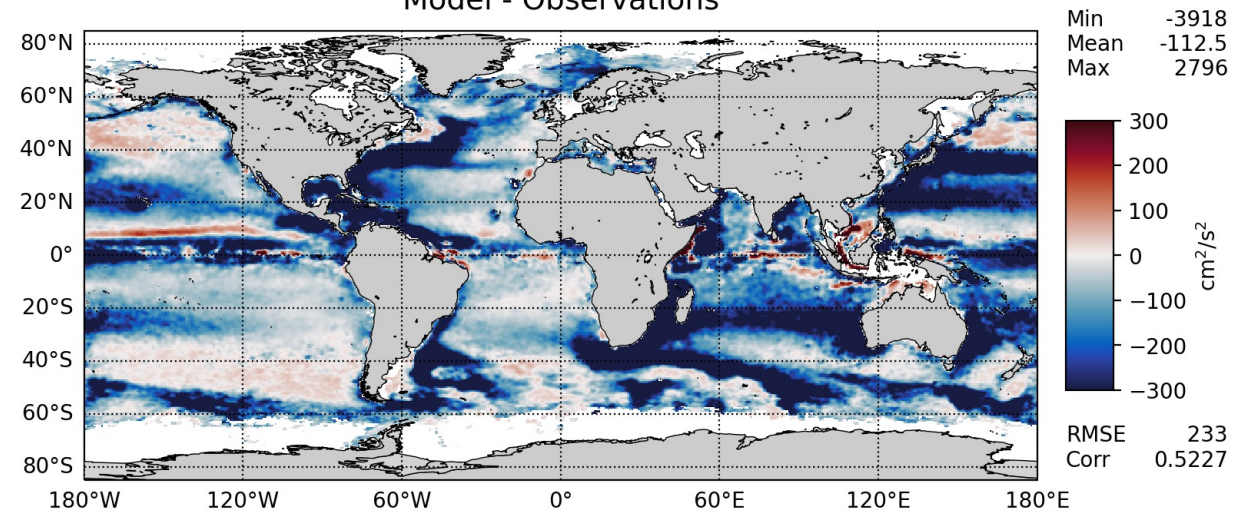 Model - Observations
Min -3918
Mean -112.5
Max 2796
80°N
60°N
40°N
20°N
0°
20°S
40°S
60°S
80°S
180°W 120°W 60°W 0° 60°E 120°E 180°E
300
200
100
0
−100
−200
−300
cm²/s²
RMSE 233
Corr 0.5227